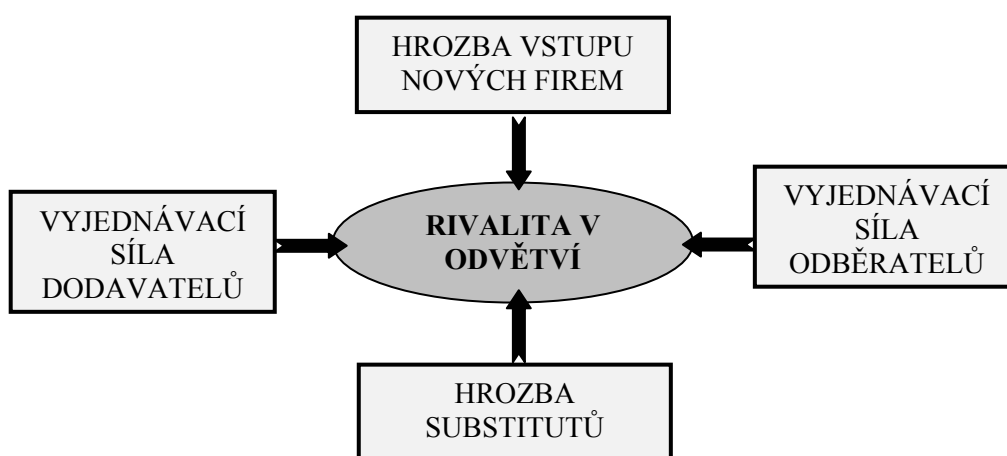 HROZBA VSTUPU
NOVÝCH FIREM
VYJEDNÁVACÍ
SÍLA
DODAVATELŮ
RIVALITA V
ODVĚTVÍ
VYJEDNÁVACÍ
SÍLA
ODBĚRATELŮ
HROZBA
SUBSTITUTŮ